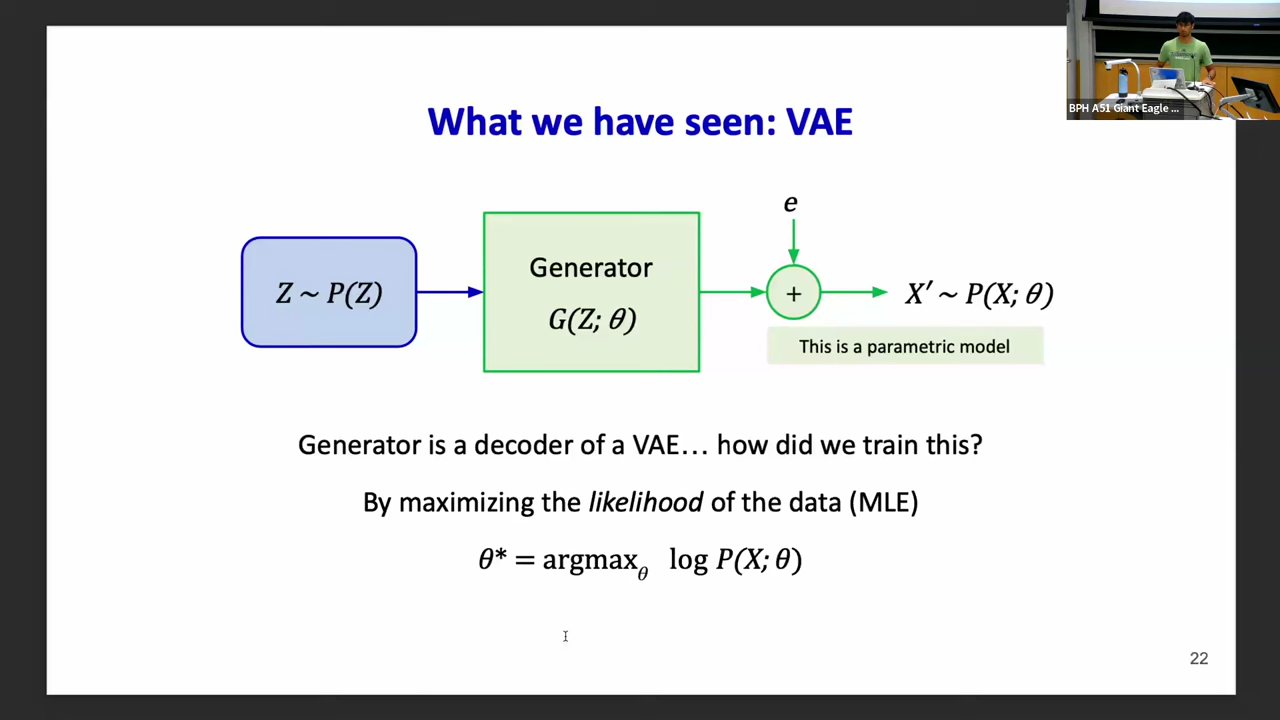 BPH A51 Giant Eagle ...
What we have seen: VAE
e
Z ~ P(Z)
Generator
G(Z; θ)
+
X′ ~ P(X; θ)
This is a parametric model
Generator is a decoder of a VAE… how did we train this?
By maximizing the likelihood of the data (MLE)
θ* = argmax_θ log P(X; θ)
22